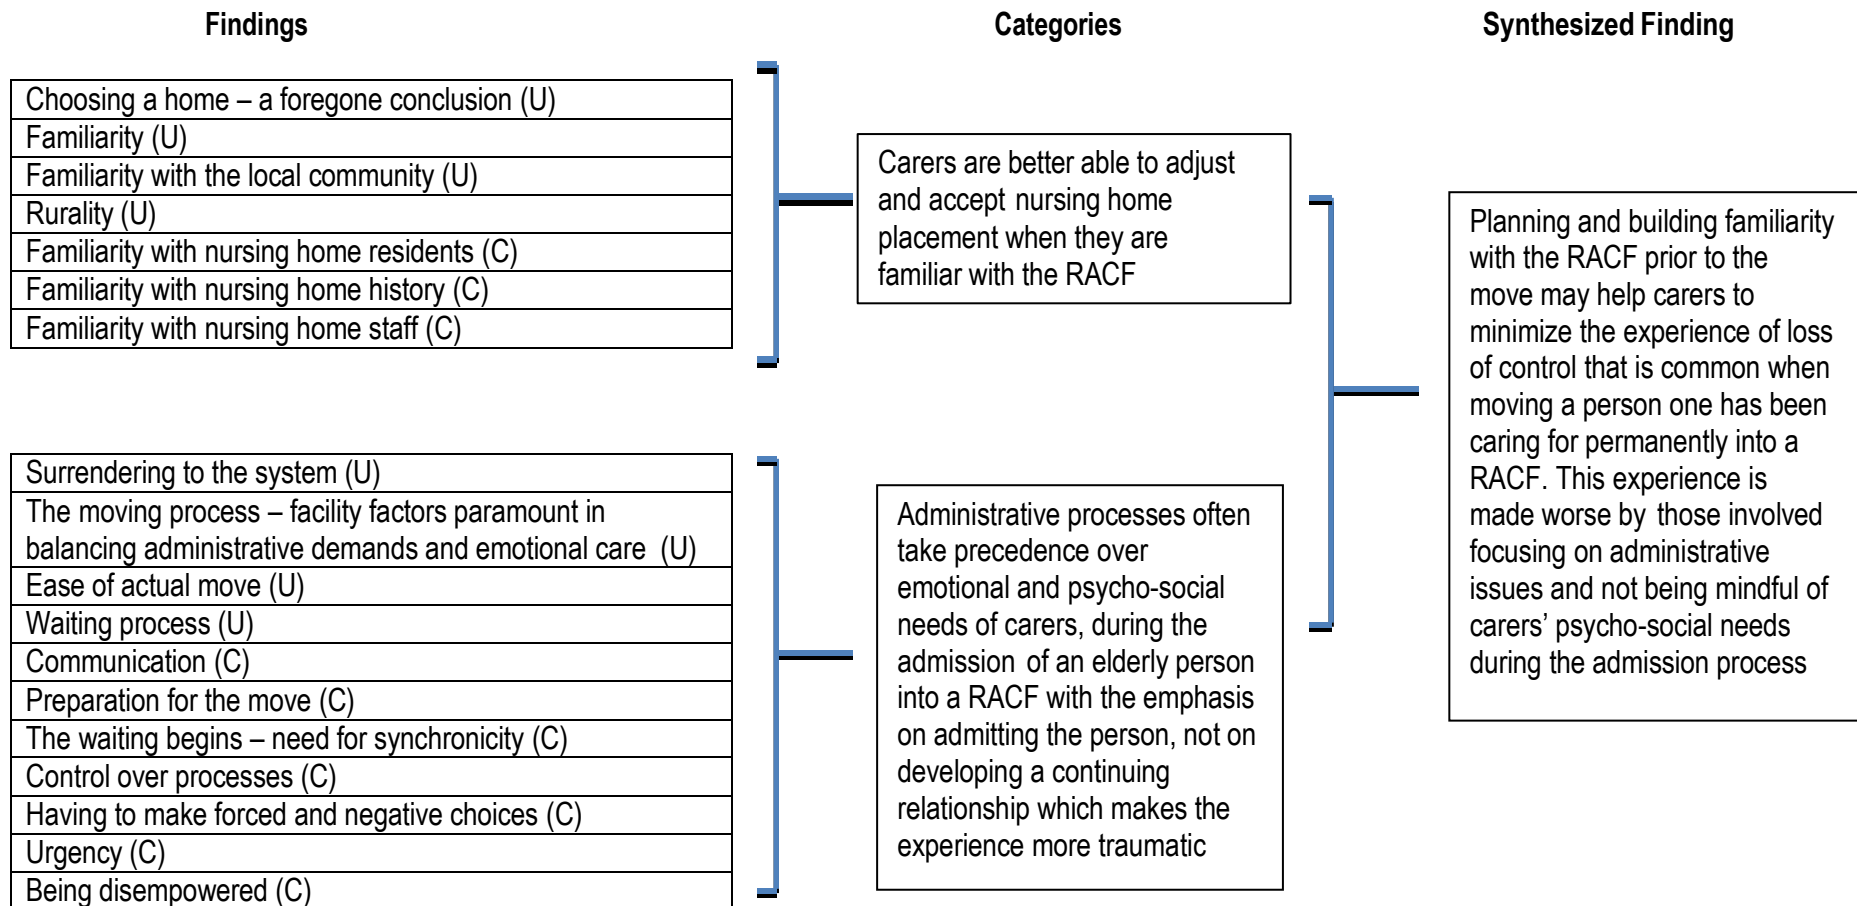 Findings
Categories
Synthesized Finding
Choosing a home – a foregone conclusion (U)
Familiarity (U)
Familiarity with the local community (U)
Rurality (U)
Familiarity with nursing home residents (C)
Familiarity with nursing home history (C)
Familiarity with nursing home staff (C)
Surrendering to the system (U)
The moving process – facility factors paramount in
balancing administrative demands and emotional care (U)
Ease of actual move (U)
Waiting process (U)
Communication (C)
Preparation for the move (C)
The waiting begins – need for synchronicity (C)
Control over processes (C)
Having to make forced and negative choices (C)
Urgency (C)
Being disempowered (C)
Carers are better able to adjust
and accept nursing home
placement when they are
familiar with the RACF
Administrative processes often
take precedence over
emotional and psycho-social
needs of carers, during the
admission of an elderly person
into a RACF with the emphasis
on admitting the person, not on
developing a continuing
relationship which makes the
experience more traumatic
Planning and building familiarity
with the RACF prior to the
move may help carers to
minimize the experience of loss
of control that is common when
moving a person one has been
caring for permanently into a
RACF. This experience is
made worse by those involved
focusing on administrative
issues and not being mindful of
carers’ psycho-social needs
during the admission process